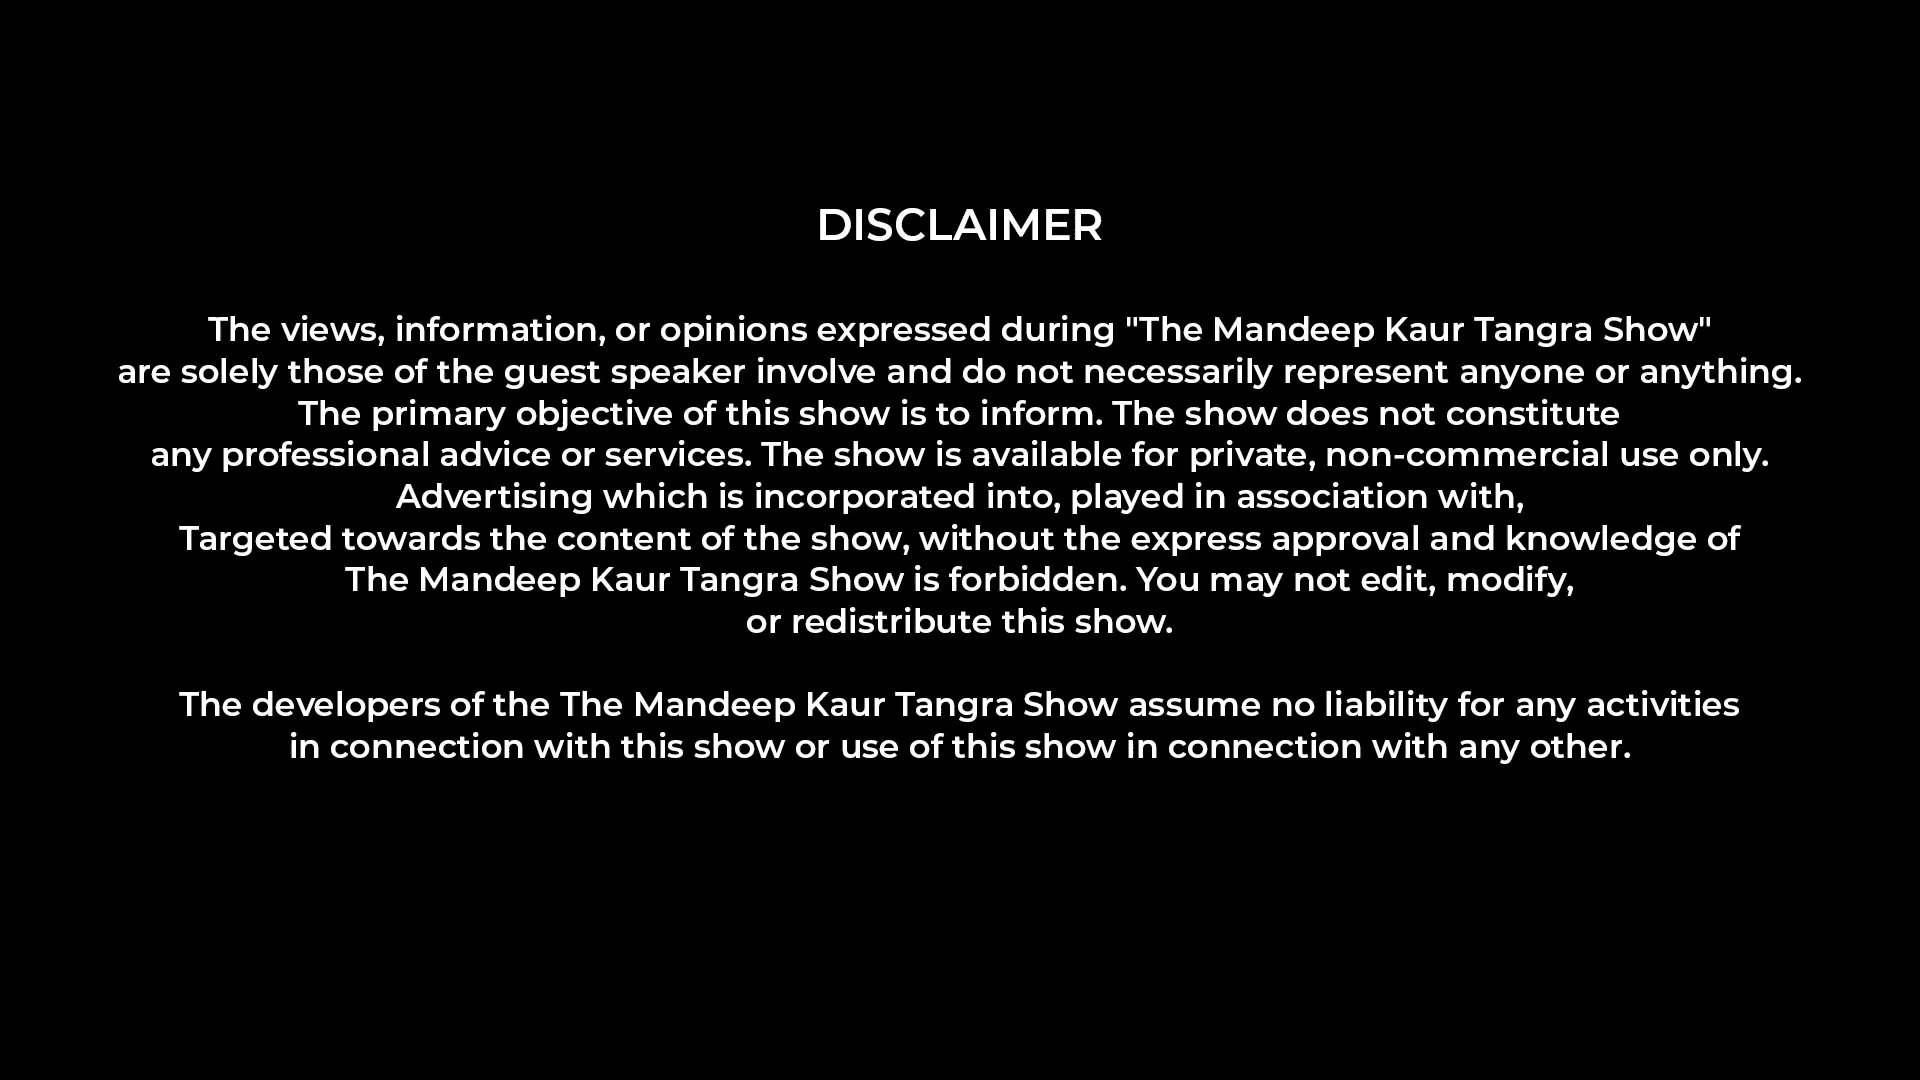 DISCLAIMER
The views, information, or opinions expressed during "The Mandeep Kaur Tangra Show"
are solely those of the guest speaker involve and do not necessarily represent anyone or anything.
The primary objective of this show is to inform. The show does not constitute
any professional advice or services. The show is available for private, non-commercial use only.
Advertising which is incorporated into, played in association with,
Targeted towards the content of the show, without the express approval and knowledge of
The Mandeep Kaur Tangra Show is forbidden. You may not edit, modify,
or redistribute this show.
The developers of the The Mandeep Kaur Tangra Show assume no liability for any activities
in connection with this show or use of this show in connection with any other.